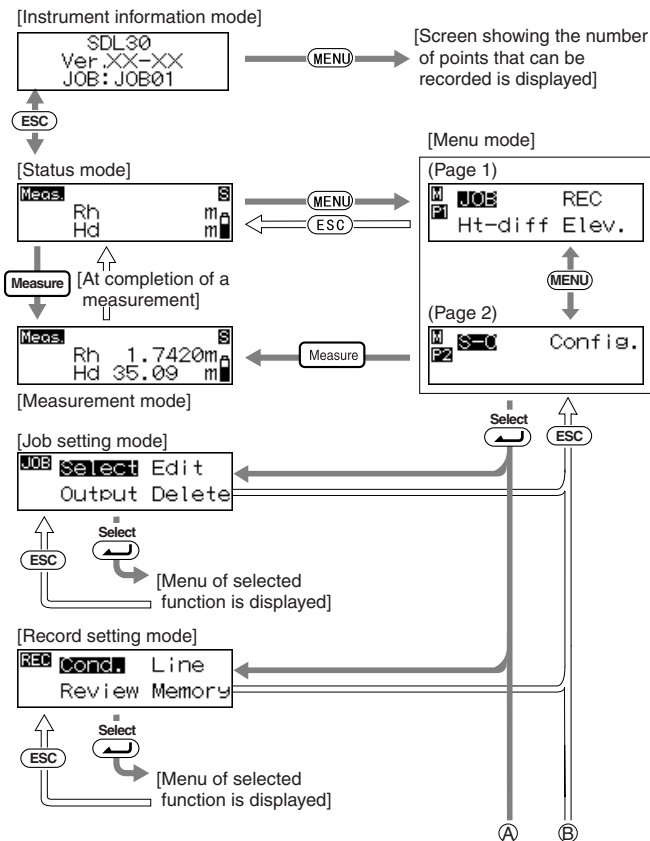 [Instrument information mode]
SDL30
Ver.XX-XX
JOB:JOB01
MENU
[Screen showing the number
of points that can be
recorded is displayed]
ESC
[Status mode]
Meas.
S
Rh m
Hd m
MENU
ESC
[Menu mode]
(Page 1)
M
P1
JOB REC
Ht-diff Elev.
MENU
(Page 2)
M
P2
S-O Config.
Measure
[At completion of a
measurement]
Meas.
S
Rh 1.7420m
Hd 35.09 m
Measure
[Measurement mode]
Select
ESC
[Job setting mode]
JOB Select Edit
Output Delete
ESC
Select
[Menu of selected
function is displayed]
[Record setting mode]
REC Cond. Line
Review Memory
ESC
Select
[Menu of selected
function is displayed]
A
B